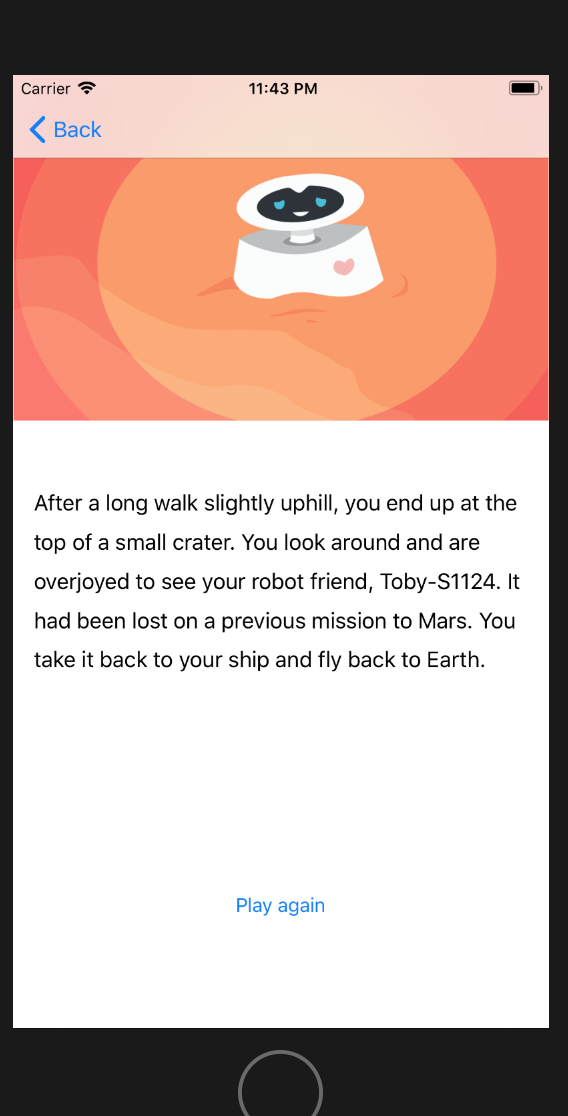 Carrier
11:43 PM
Back
After a long walk slightly uphill, you end up at the
top of a small crater. You look around and are
overjoyed to see your robot friend, Toby-S1124. It
had been lost on a previous mission to Mars. You
take it back to your ship and fly back to Earth.
Play again